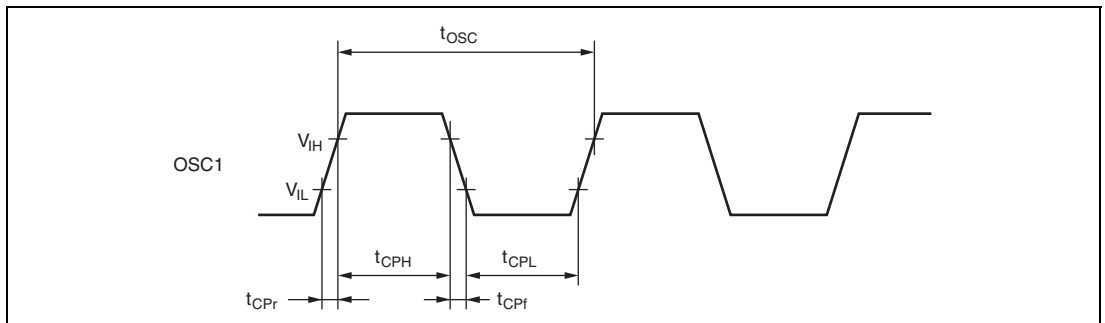 tOSC
VIH
OSC1
VIL
tCPH
tCPL
tCPr
tCPf